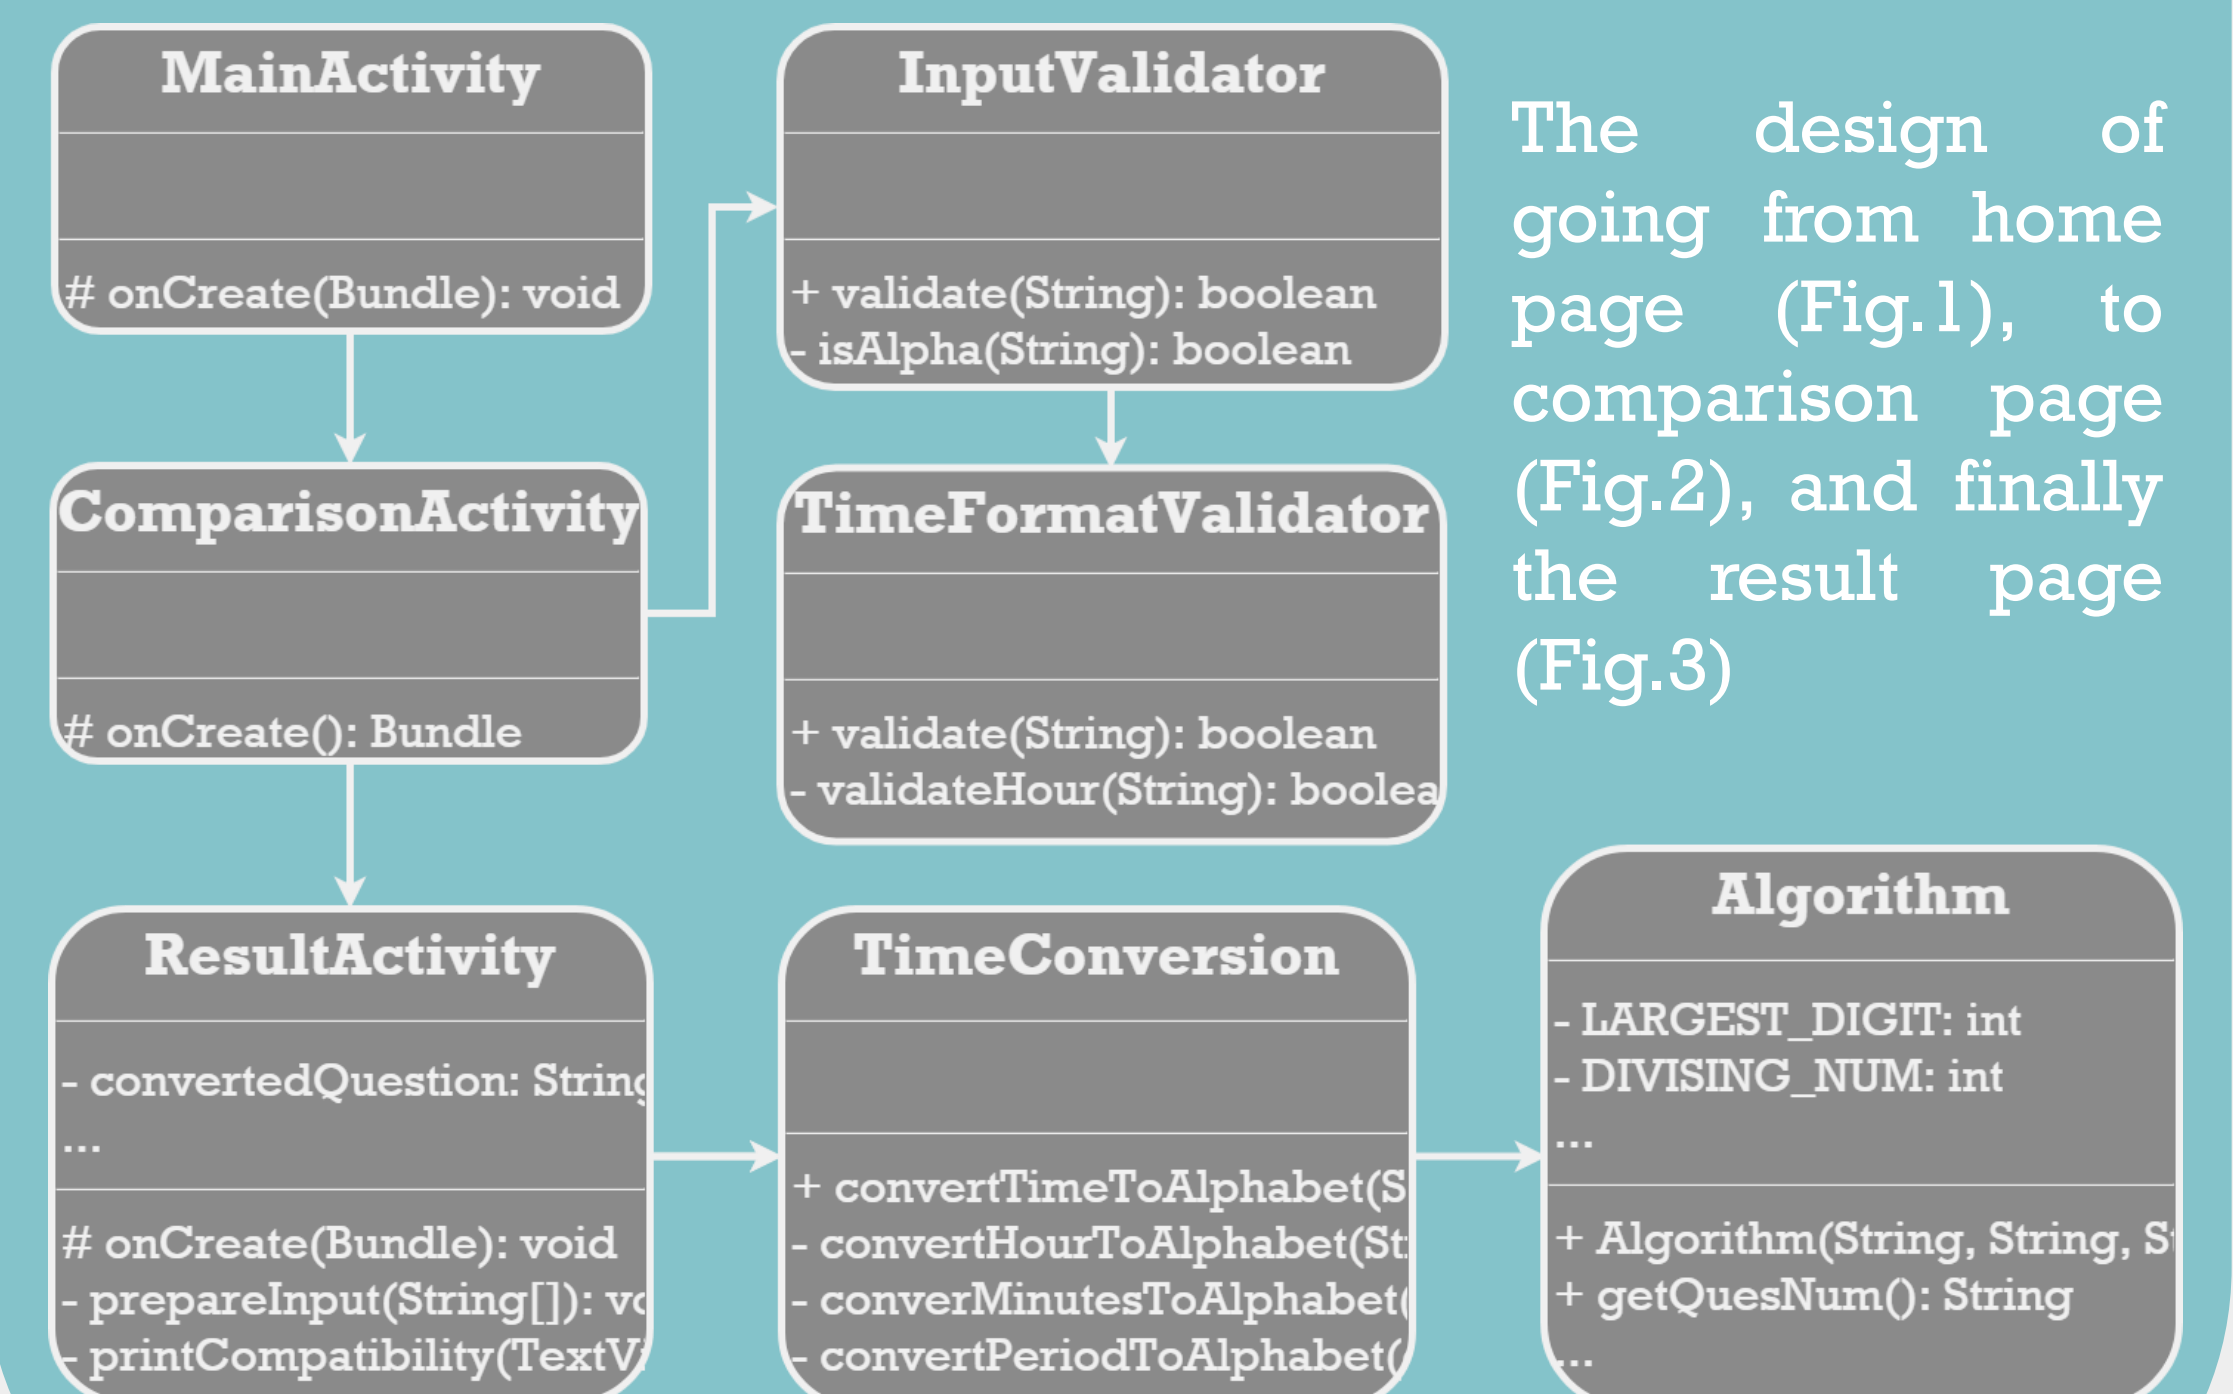 MainActivity
# onCreate(Bundle): void
InputValidator
+ validate(String): boolean
- isAlpha(String): boolean
The design of
going from home
page (Fig.1), to
comparison page
(Fig.2), and finally
the result page
(Fig.3)
ComparisonActivity
# onCreate(): Bundle
TimeFormatValidator
+ validate(String): boolean
- validateHour(String): boolea
ResultActivity
- convertedQuestion: String
...
# onCreate(Bundle): void
- prepareInput(String[]): vo
- printCompatibility(TextV
TimeConversion
+ convertTimeToAlphabet(S
- convertHourToAlphabet(St
- converMinutesToAlphabet(
- convertPeriodToAlphabet(
Algorithm
- LARGEST_DIGIT: int
- DIVISING_NUM: int
...
+ Algorithm(String, String, St
+ getQuesNum(): String
...